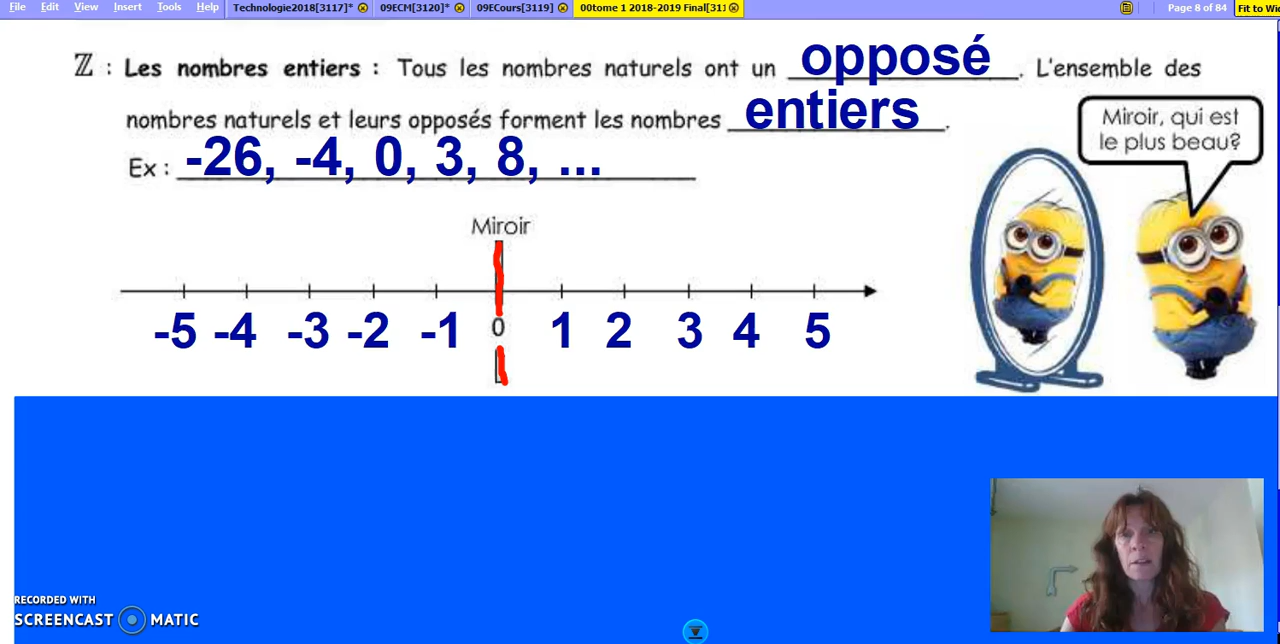 File Edit View Insert Tools Help Technologie2018[3117]* 09ECM[3120]* 09ECours[3119] 00tome 1 2018-2019 Final[311 Page 8 of 84 Fit to Wi
ℤ : Les nombres entiers : Tous les nombres naturels ont un opposé. L'ensemble des
nombres naturels et leurs opposés forment les nombres entiers.
Ex : -26, -4, 0, 3, 8, ...
Miroir, qui est
le plus beau?
Miroir
-5 -4 -3 -2 -1 0 1 2 3 4 5
RECORDED WITH
SCREENCAST MATIC